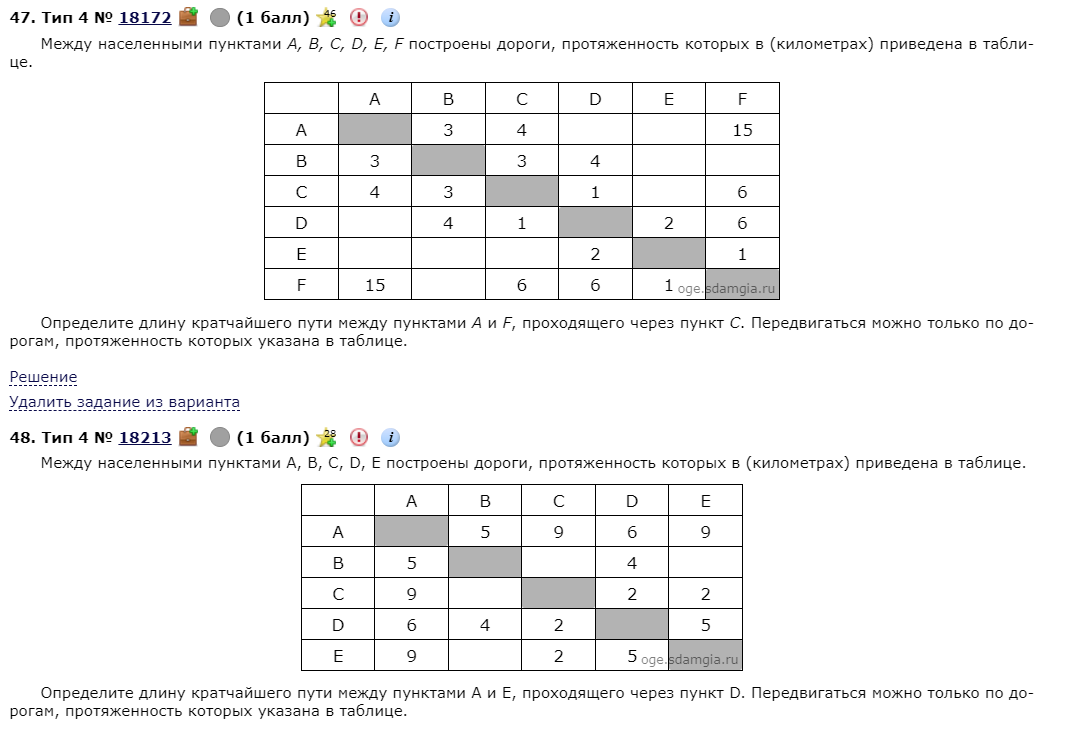 47. Тип 4 № 18172 (1 балл) 46
Между населенными пунктами A, B, C, D, E, F построены дороги, протяженность которых в (километрах) приведена в табли-
це.
A B C D E F
A 3 4 15
B 3 3 4
C 4 3 1 6
D 4 1 2 6
E 2 1
F 15 6 6 1 oge.sdamgia.ru
Определите длину кратчайшего пути между пунктами A и F, проходящего через пункт C. Передвигаться можно только по до-
рогам, протяженность которых указана в таблице.
Решение
Удалить задание из варианта
48. Тип 4 № 18213 (1 балл) 28
Между населенными пунктами A, B, C, D, E построены дороги, протяженность которых в (километрах) приведена в таблице.
A B C D E
A 5 9 6 9
B 5 4
C 9 2 2
D 6 4 2 5
E 9 2 5 oge.sdamgia.ru
Определите длину кратчайшего пути между пунктами A и E, проходящего через пункт D. Передвигаться можно только по до-
рогам, протяженность которых указана в таблице.